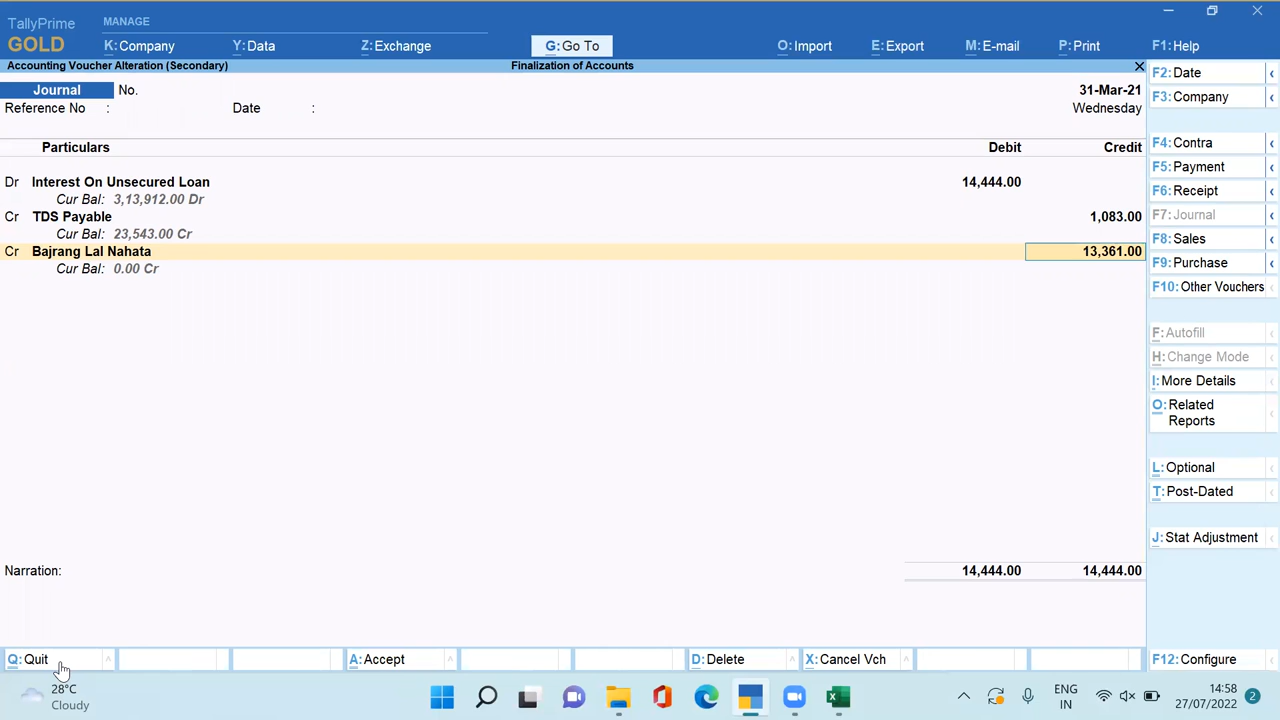 TallyPrime
GOLD
MANAGE
K:Company
Y:Data
Z:Exchange
G:Go To
O:Import
E:Export
M:E-mail
P:Print
F1:Help
Accounting Voucher Alteration (Secondary)
Finalization of Accounts
Journal No.
31-Mar-21
Reference No :
Date :
Wednesday
Particulars Debit Credit
Dr Interest On Unsecured Loan 14,444.00
Cur Bal: 3,13,912.00 Dr
Cr TDS Payable 1,083.00
Cur Bal: 23,543.00 Cr
Cr Bajrang Lal Nahata 13,361.00
Cur Bal: 0.00 Cr
Narration: 14,444.00 14,444.00
F2:Date
F3:Company
F4:Contra
F5:Payment
F6:Receipt
F7:Journal
F8:Sales
F9:Purchase
F10:Other Vouchers
F:Autofill
H:Change Mode
I:More Details
O:Related
Reports
L:Optional
T:Post-Dated
J:Stat Adjustment
Q:Quit
A:Accept
D:Delete
X:Cancel Vch
F12:Configure
28°C
Cloudy
ENG
IN
14:58
27/07/2022
2